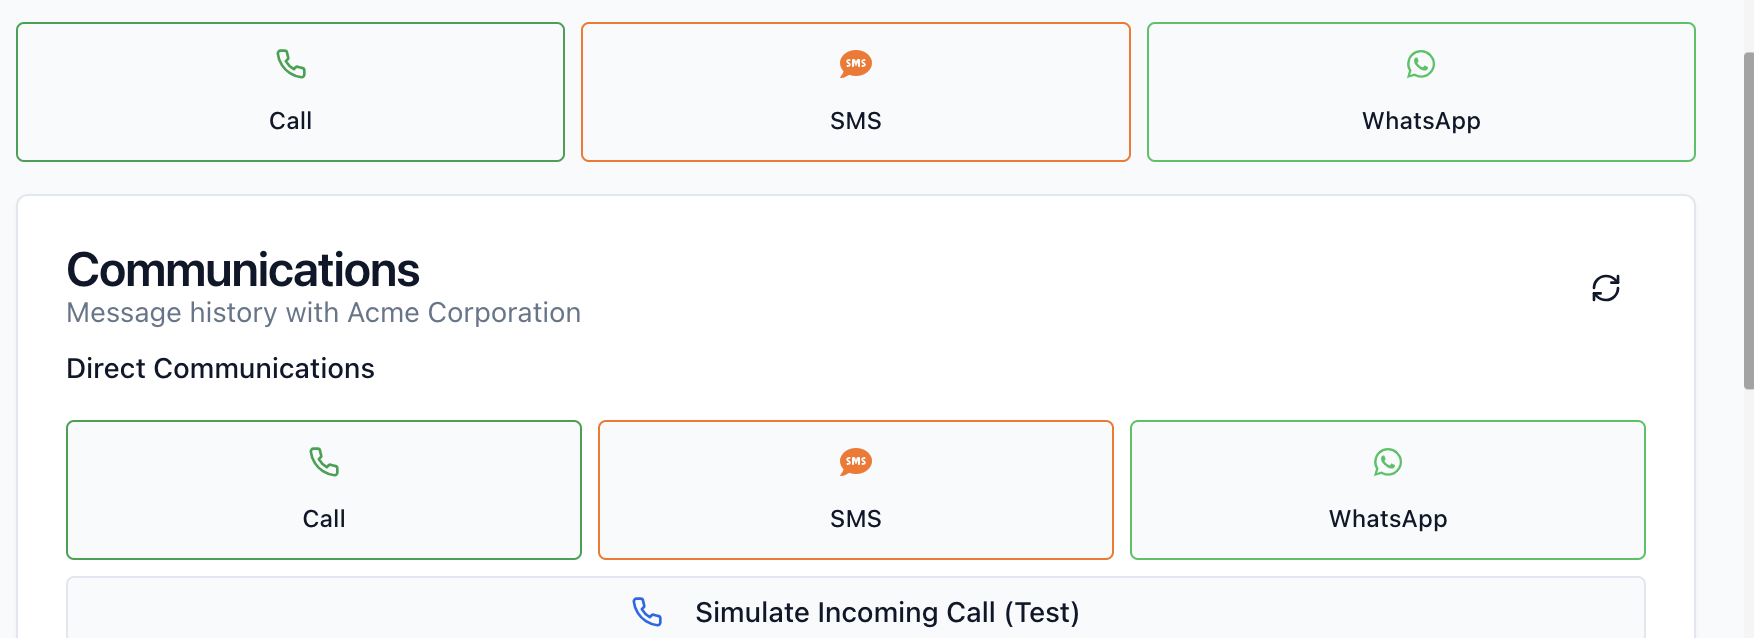 Call
SMS
SMS
WhatsApp
Communications
Message history with Acme Corporation
Direct Communications
Call
SMS
SMS
WhatsApp
Simulate Incoming Call (Test)